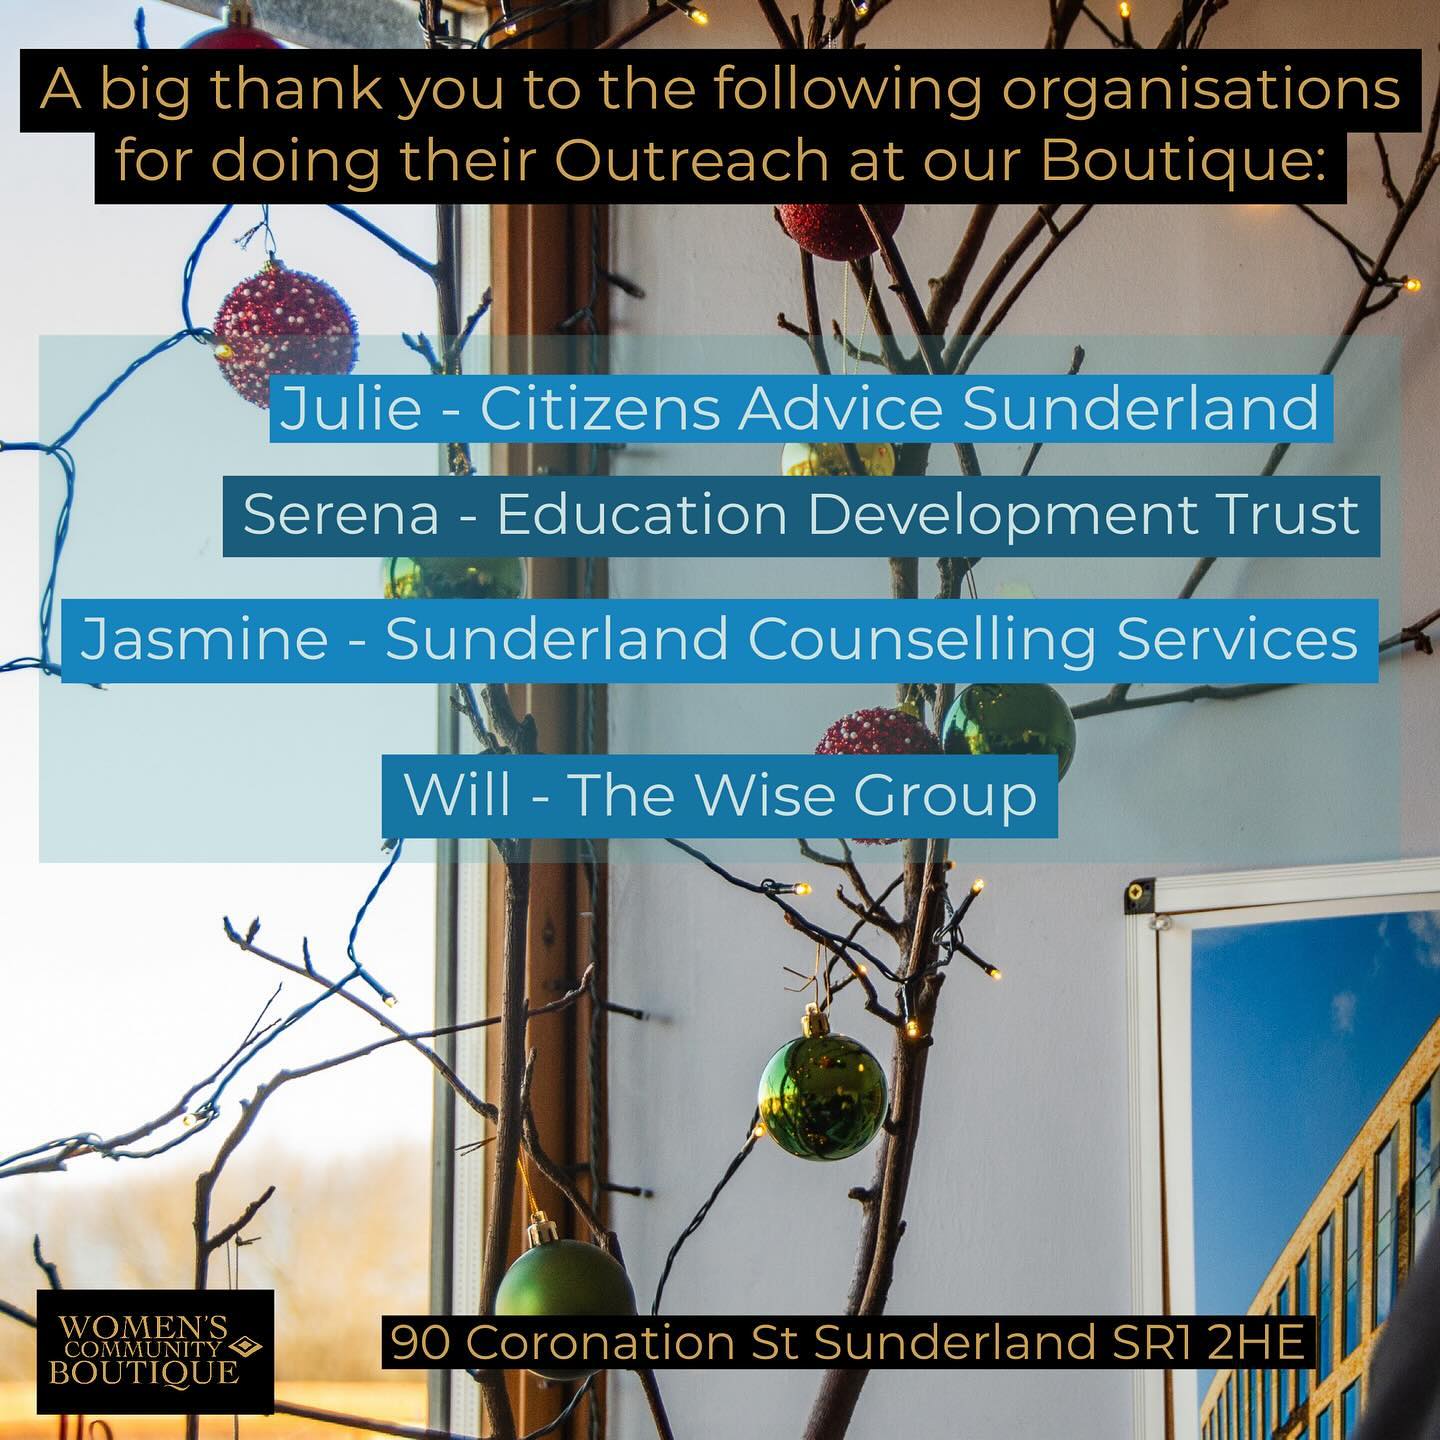 A big thank you to the following organisations
for doing their Outreach at our Boutique:
Julie - Citizens Advice Sunderland
Serena - Education Development Trust
Jasmine - Sunderland Counselling Services
Will - The Wise Group
WOMEN'S
COMMUNITY
BOUTIQUE
90 Coronation St Sunderland SR1 2HE